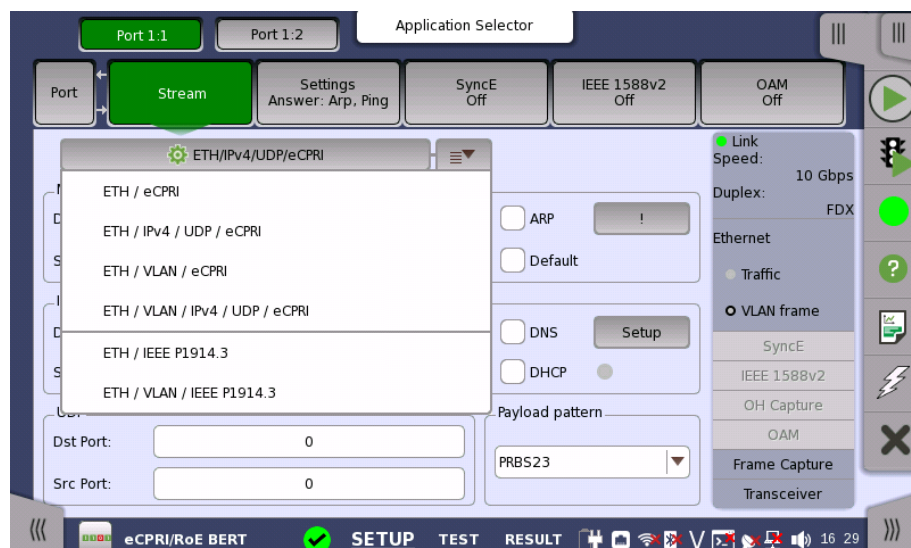 Application Selector
Port 1:1
Port 1:2
Port
Stream
Settings
Answer: Arp, Ping
SyncE
Off
IEEE 1588v2
Off
OAM
Off
ETH/IPv4/UDP/eCPRI
ETH / eCPRI
ETH / IPv4 / UDP / eCPRI
ETH / VLAN / eCPRI
ETH / VLAN / IPv4 / UDP / eCPRI
ETH / IEEE P1914.3
ETH / VLAN / IEEE P1914.3
ARP
!
Default
DNS
Setup
DHCP
Dst Port:
0
Src Port:
0
Payload pattern
PRBS23
Link
Speed:
10 Gbps
Duplex:
FDX
Ethernet
Traffic
VLAN frame
SyncE
IEEE 1588v2
OH Capture
OAM
Frame Capture
Transceiver
?
eCPRI/RoE BERT
SETUP
TEST
RESULT
16 29